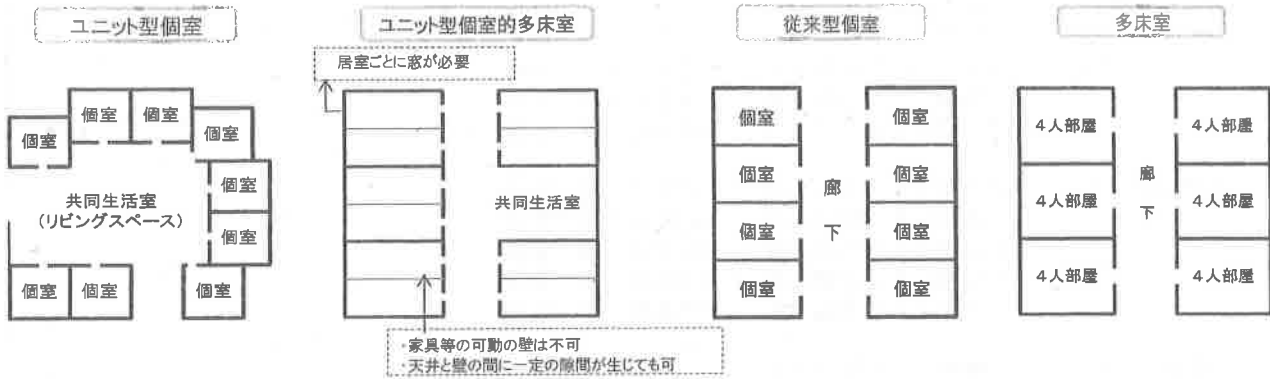 ユニット型個室
ユニット型個室的多床室
従来型個室
多床室
居室ごとに窓が必要
個室
個室
個室
個室
個室
個室
個室
個室
個室
共同生活室
(リビングスペース)
共同生活室
・家具等の可動の壁は不可
・天井と壁の間に一定の隙間が生じても可
個室
個室
個室
個室
廊
下
個室
個室
個室
個室
4人部屋
4人部屋
4人部屋
廊
下
4人部屋
4人部屋
4人部屋